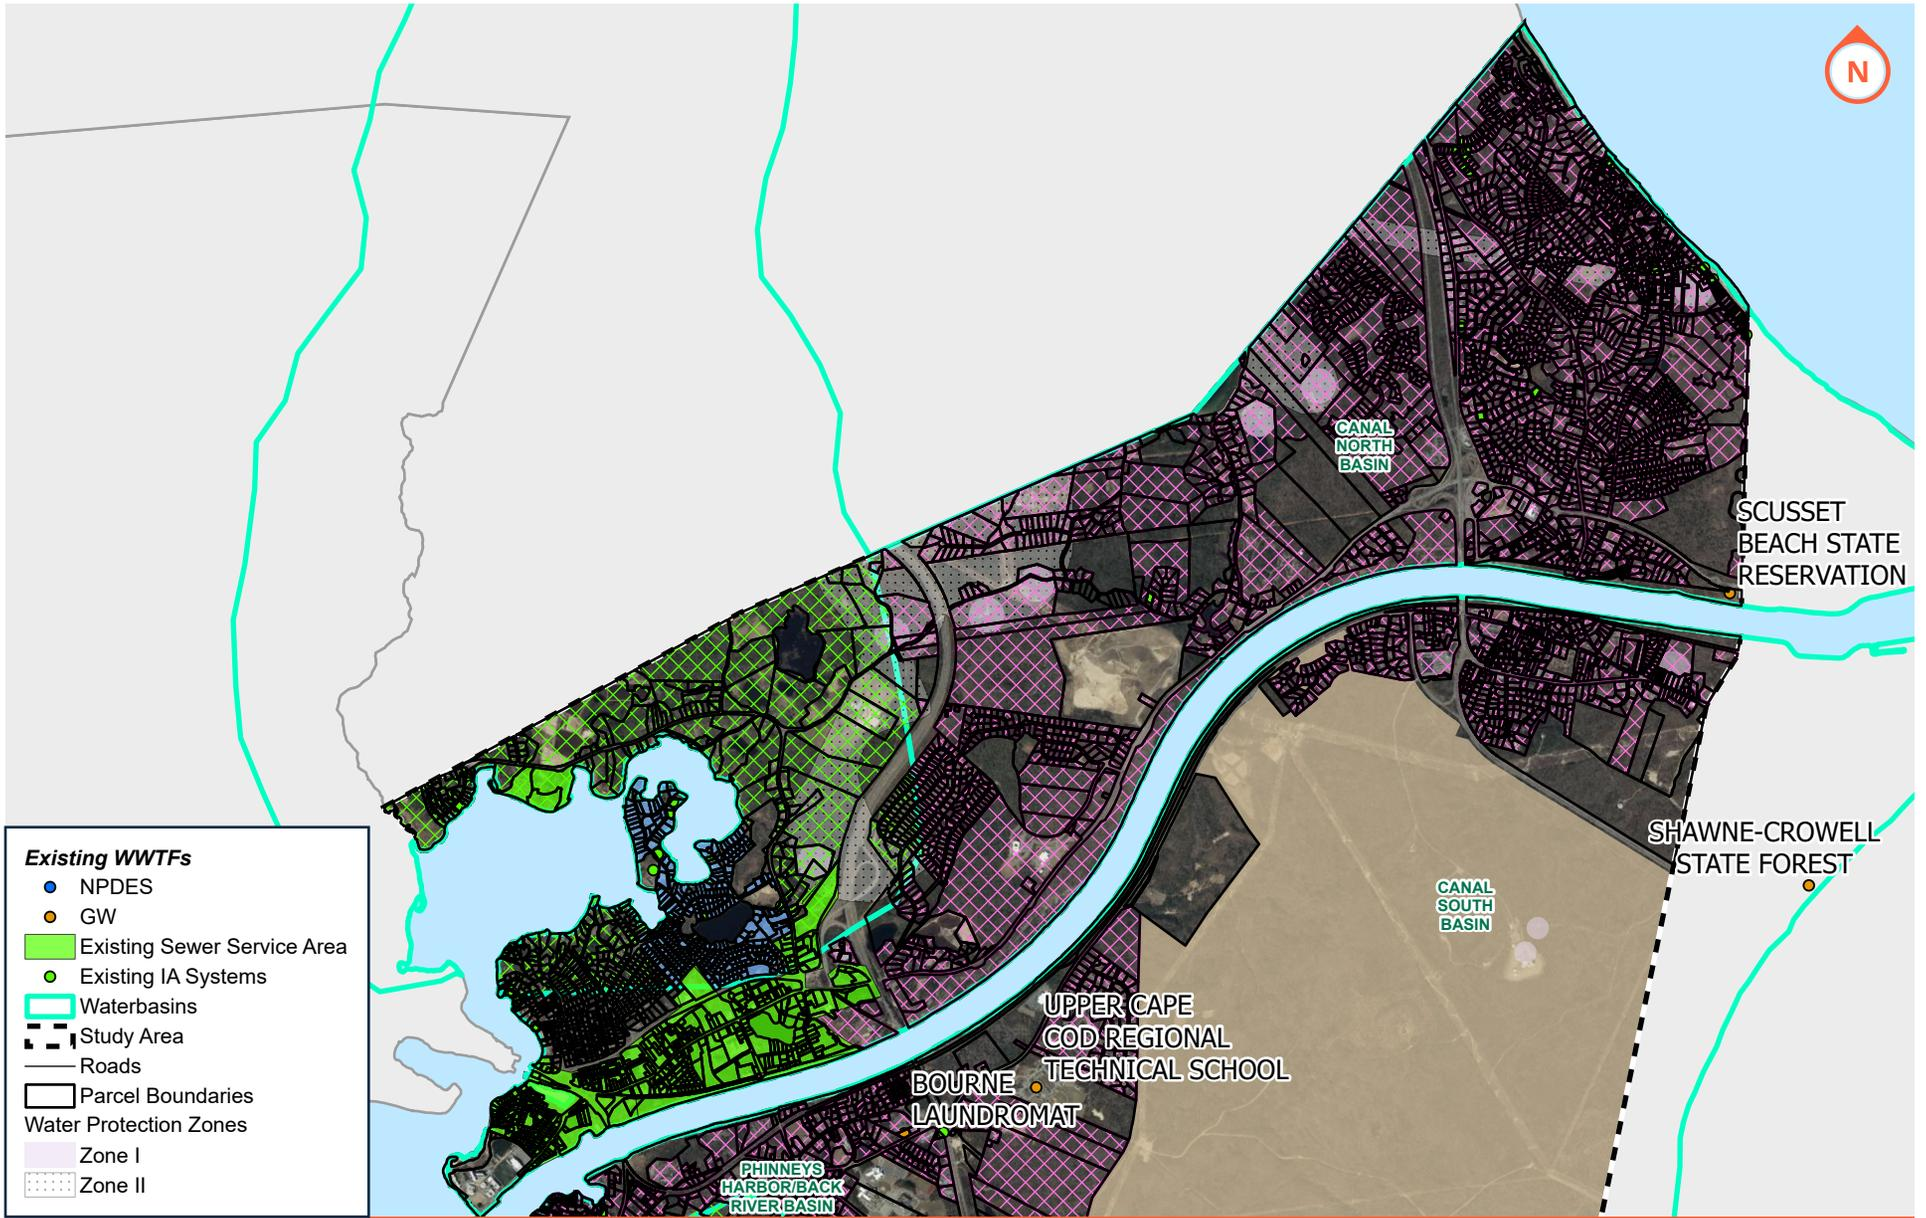 N
CANAL
NORTH
BASIN
SCUSSET
BEACH STATE
RESERVATION
SHAWNE-CROWELL
STATE FOREST
CANAL
SOUTH
BASIN
UPPER CAPE
COD REGIONAL
TECHNICAL SCHOOL
BOURNE
LAUNDROMAT
PHINNEYS
HARBOR/BACK
RIVER BASIN
Existing WWTFs
NPDES
GW
Existing Sewer Service Area
Existing IA Systems
Waterbasins
Study Area
Roads
Parcel Boundaries
Water Protection Zones
Zone I
Zone II